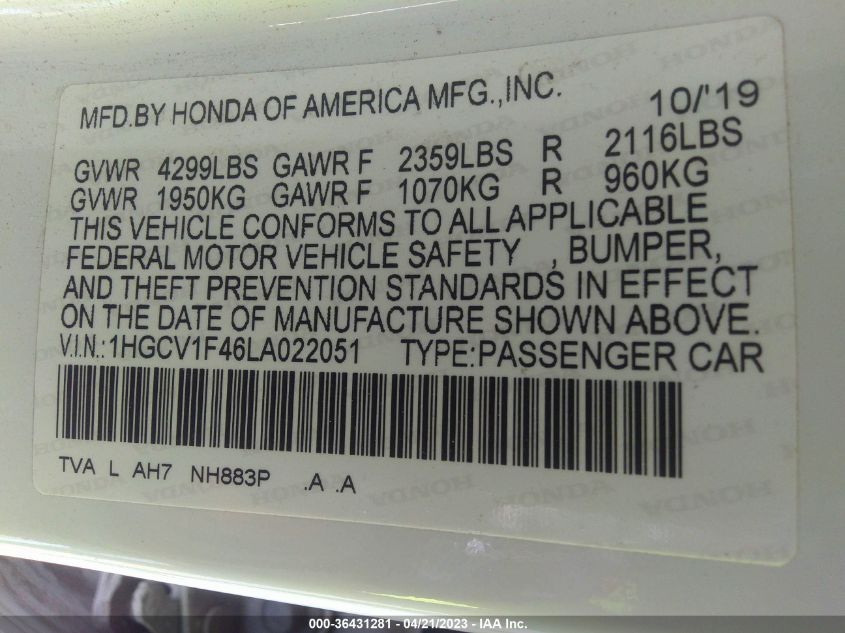 MFD.BY HONDA OF AMERICA MFG.,INC. 10/'19
GVWR 4299LBS GAWR F 2359LBS R 2116LBS
GVWR 1950KG GAWR F 1070KG R 960KG
THIS VEHICLE CONFORMS TO ALL APPLICABLE
FEDERAL MOTOR VEHICLE SAFETY , BUMPER,
AND THEFT PREVENTION STANDARDS IN EFFECT
ON THE DATE OF MANUFACTURE SHOWN ABOVE.
V.I.N.:1HGCV1F46LA022051 TYPE:PASSENGER CAR
TVA L AH7 NH883P .A .A
000-36431281 - 04/21/2023 - IAA Inc.